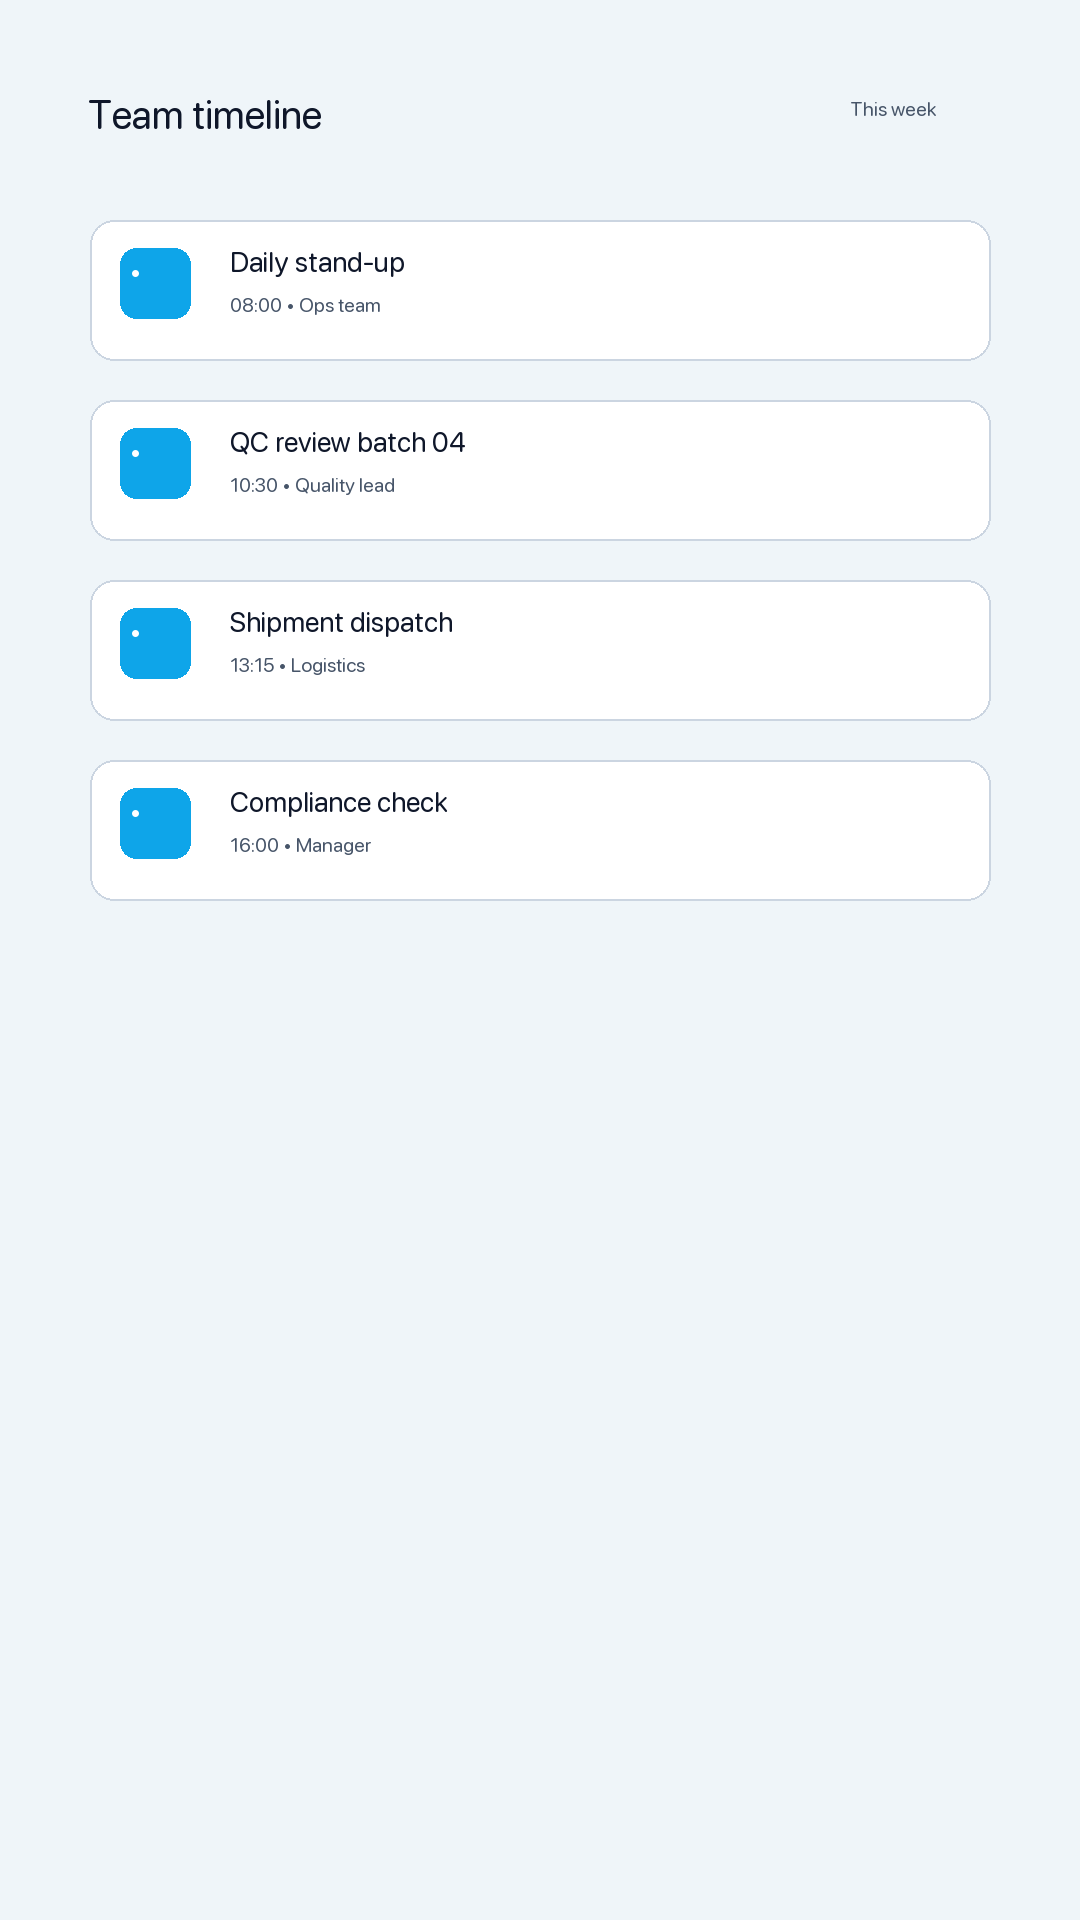 Team timeline
This week
Daily stand-up
08:00 • Ops team
QC review batch 04
10:30 • Quality lead
Shipment dispatch
13:15 • Logistics
Compliance check
16:00 • Manager